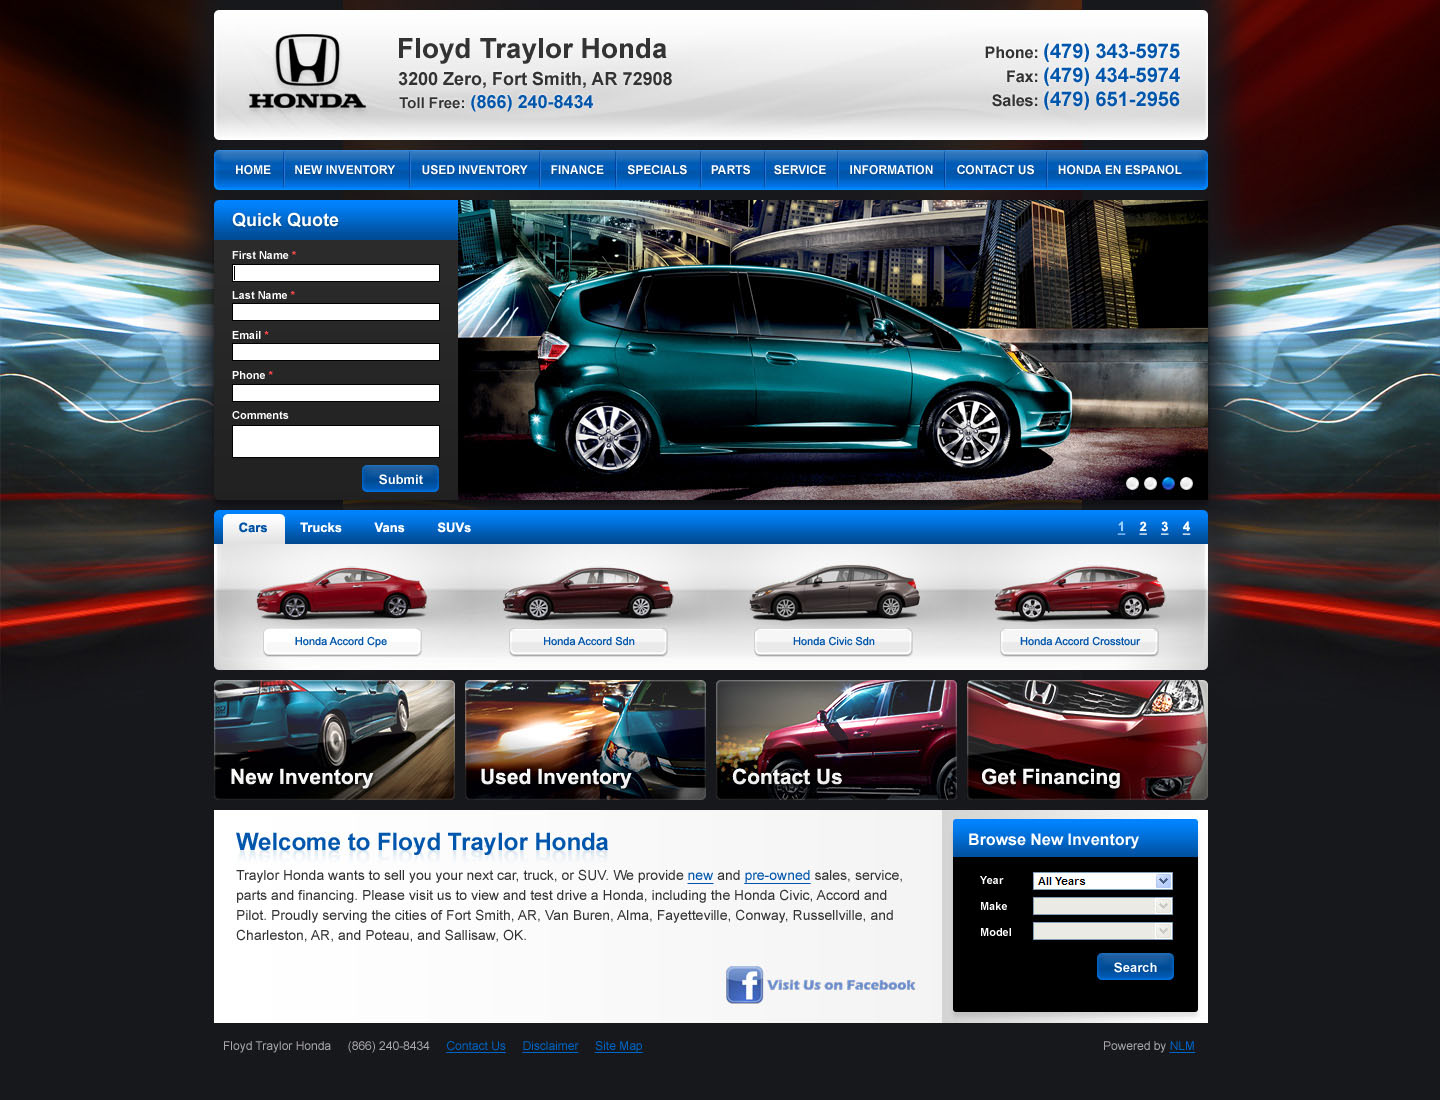 HONDA
Floyd Traylor Honda
3200 Zero, Fort Smith, AR 72908
Toll Free: (866) 240-8434
Phone: (479) 343-5975
Fax: (479) 434-5974
Sales: (479) 651-2956
HOME NEW INVENTORY USED INVENTORY FINANCE SPECIALS PARTS SERVICE INFORMATION CONTACT US HONDA EN ESPANOL
Quick Quote
First Name *
Last Name *
Email *
Phone *
Comments
Submit
Cars Trucks Vans SUVs 1 2 3 4
Honda Accord Cpe Honda Accord Sdn Honda Civic Sdn Honda Accord Crosstour
New Inventory Used Inventory Contact Us Get Financing
Welcome to Floyd Traylor Honda
Traylor Honda wants to sell you your next car, truck, or SUV. We provide new and pre-owned sales, service,
parts and financing. Please visit us to view and test drive a Honda, including the Honda Civic, Accord and
Pilot. Proudly serving the cities of Fort Smith, AR, Van Buren, Alma, Fayetteville, Conway, Russellville, and
Charleston, AR, and Poteau, and Sallisaw, OK.
f Visit Us on Facebook
Browse New Inventory
Year All Years
Make
Model
Search
Floyd Traylor Honda (866) 240-8434 Contact Us Disclaimer Site Map Powered by NLM